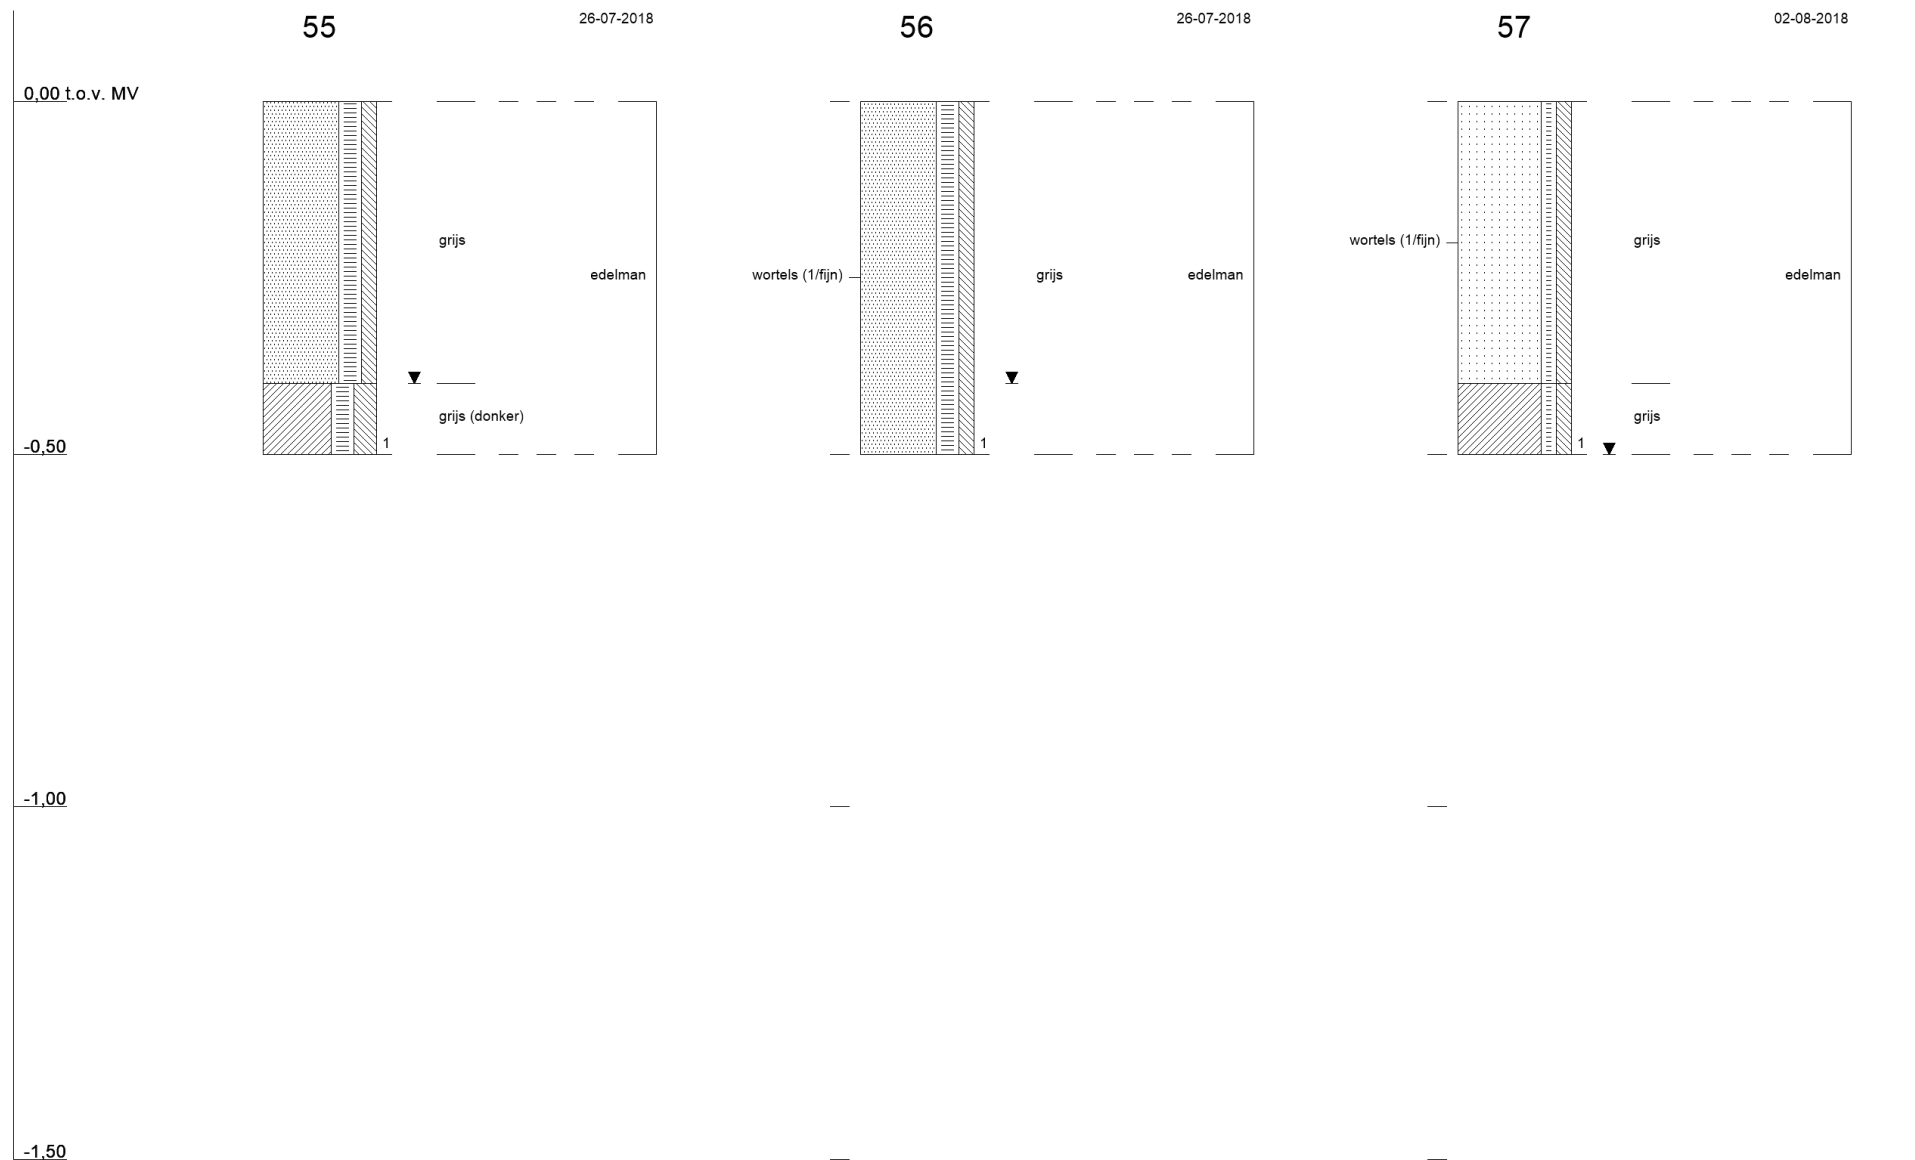 55
26-07-2018
56
26-07-2018
57
02-08-2018
0,00 t.o.v. MV
grijs
edelman
grijs (donker)
1
wortels (1/fijn)
grijs
edelman
1
wortels (1/fijn)
grijs
edelman
grijs
1
-0,50
-1,00
-1,50